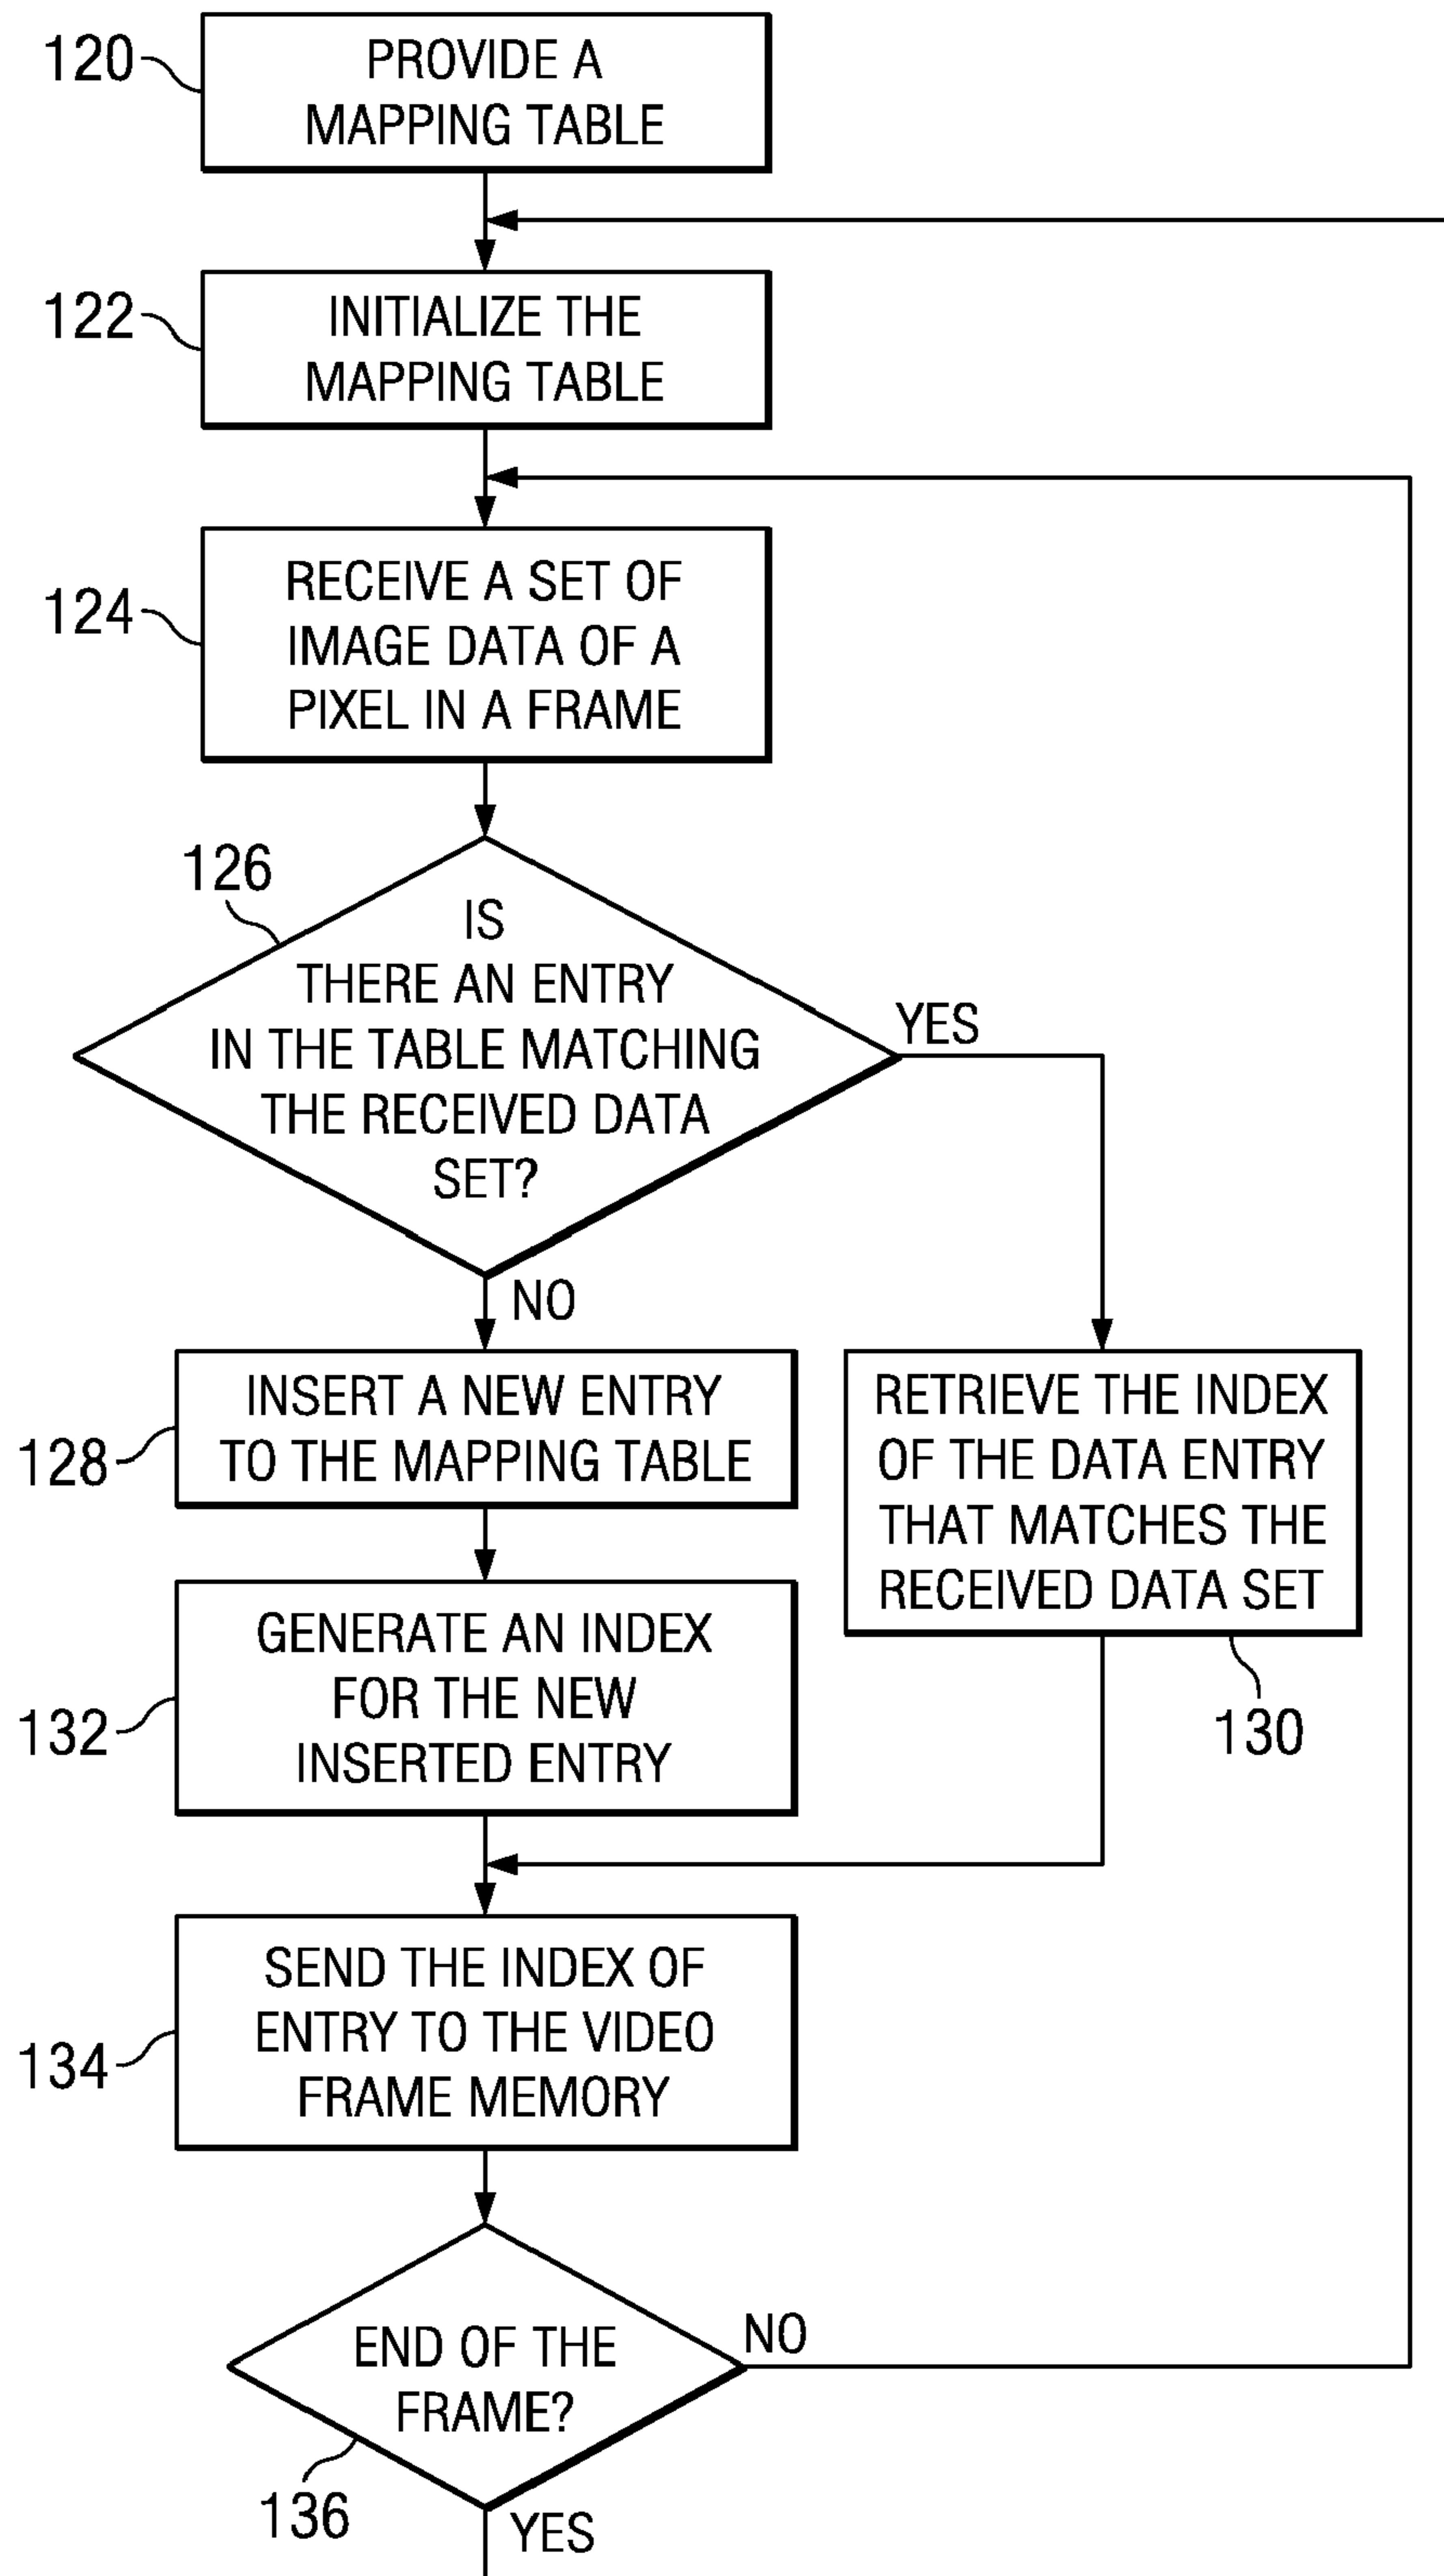 120
PROVIDE A
MAPPING TABLE
122
INITIALIZE THE
MAPPING TABLE
124
RECEIVE A SET OF
IMAGE DATA OF A
PIXEL IN A FRAME
126
IS
THERE AN ENTRY
IN THE TABLE MATCHING
THE RECEIVED DATA
SET?
YES
NO
128
INSERT A NEW ENTRY
TO THE MAPPING TABLE
RETRIEVE THE INDEX
OF THE DATA ENTRY
THAT MATCHES THE
RECEIVED DATA SET
130
132
GENERATE AN INDEX
FOR THE NEW
INSERTED ENTRY
134
SEND THE INDEX OF
ENTRY TO THE VIDEO
FRAME MEMORY
END OF THE
FRAME?
NO
136
YES